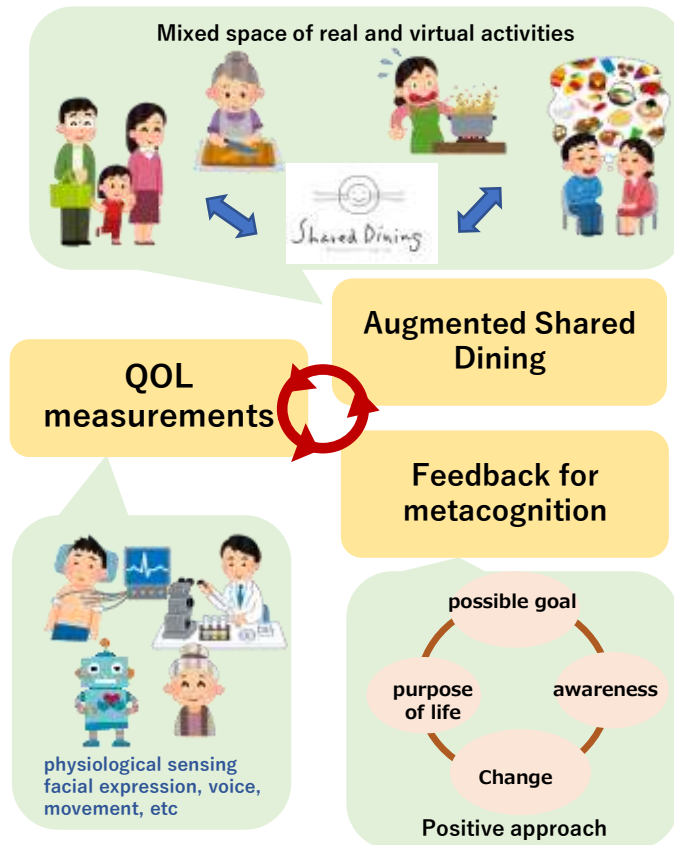 Mixed space of real and virtual activities
Shared Dining
Augmented Shared
Dining
QOL
measurements
Feedback for
metacognition
physiological sensing
facial expression, voice,
movement, etc
possible goal
purpose
of life
awareness
Change
Positive approach